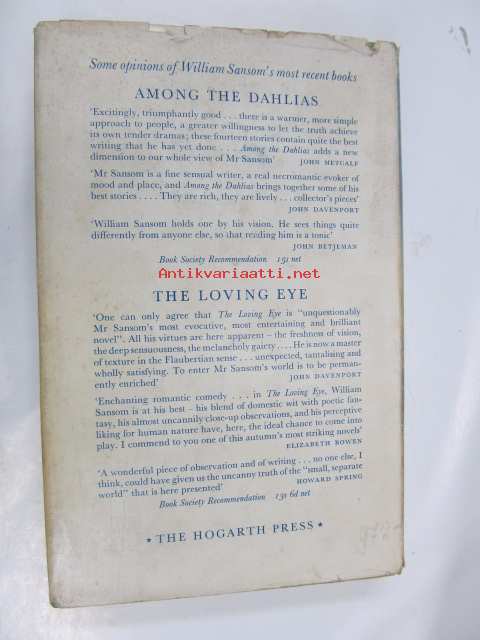 Some opinions of William Sansom's most recent books
AMONG THE DAHLIAS
'Excitingly, triumphantly good . . . there is a warmer, more simple
approach to people, a greater willingness to let the truth achieve
its own tender dramas; these fourteen stories contain quite the best
writing that he has yet done . . . . Among the Dahlias adds a new
dimension to our whole view of Mr Sansom' JOHN METCALF
'Mr Sansom is a fine sensual writer, a real necromantic evoker of
mood and place, and Among the Dahlias brings together some of his
best stories . . . . They are rich, they are lively . . . collector's pieces'
JOHN DAVENPORT
'William Sansom holds one by his vision. He sees things quite
differently from anyone else, so that reading him is a tonic'
JOHN BETJEMAN
Book Society Recommendation 15s net
Antikvariaatti.net
THE LOVING EYE
'One can only agree that The Loving Eye is "unquestionably
Mr Sansom's most evocative, most entertaining and brilliant
novel". All his virtues are here apparent – the freshness of vision,
the deep sensuousness, the melancholy gaiety . . . . He is now a master
of texture in the Flaubertian sense . . . unexpected, tantalising and
wholly satisfying. To enter Mr Sansom's world is to be perman-
ently enriched' JOHN DAVENPORT
'Enchanting romantic comedy . . . in The Loving Eye, William
Sansom is at his best – his blend of domestic wit with poetic fan-
tasy, his almost uncannily close-up observations, and his perceptive
liking for human nature have, here, the ideal chance to come into
play. I commend to you one of this autumn's most striking novels'
ELIZABETH BOWEN
'A wonderful piece of observation and of writing . . . no one else, I
think, could have given us the uncanny truth of the "small, separate
world" that is here presented' HOWARD SPRING
Book Society Recommendation 13s 6d net
★ THE HOGARTH PRESS ★